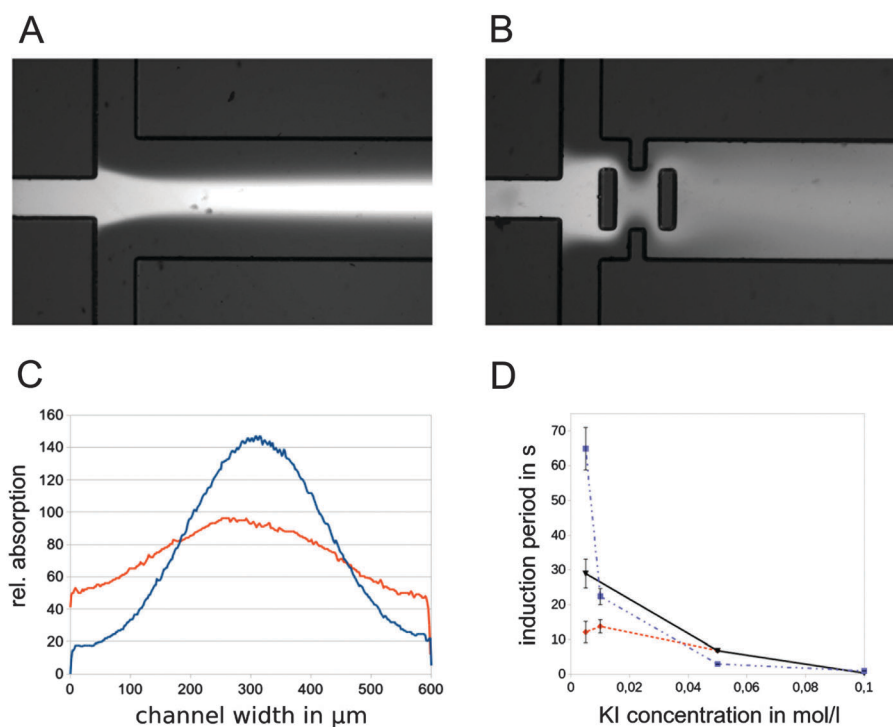 A
B
C
160
140
120
100
80
60
40
20
0
0 100 200 300 400 500 600
rel. absorption
channel width in µm
D
70
60
50
40
30
20
10
0
0 0,02 0,04 0,06 0,08 0,1
induction period in s
KI concentration in mol/l